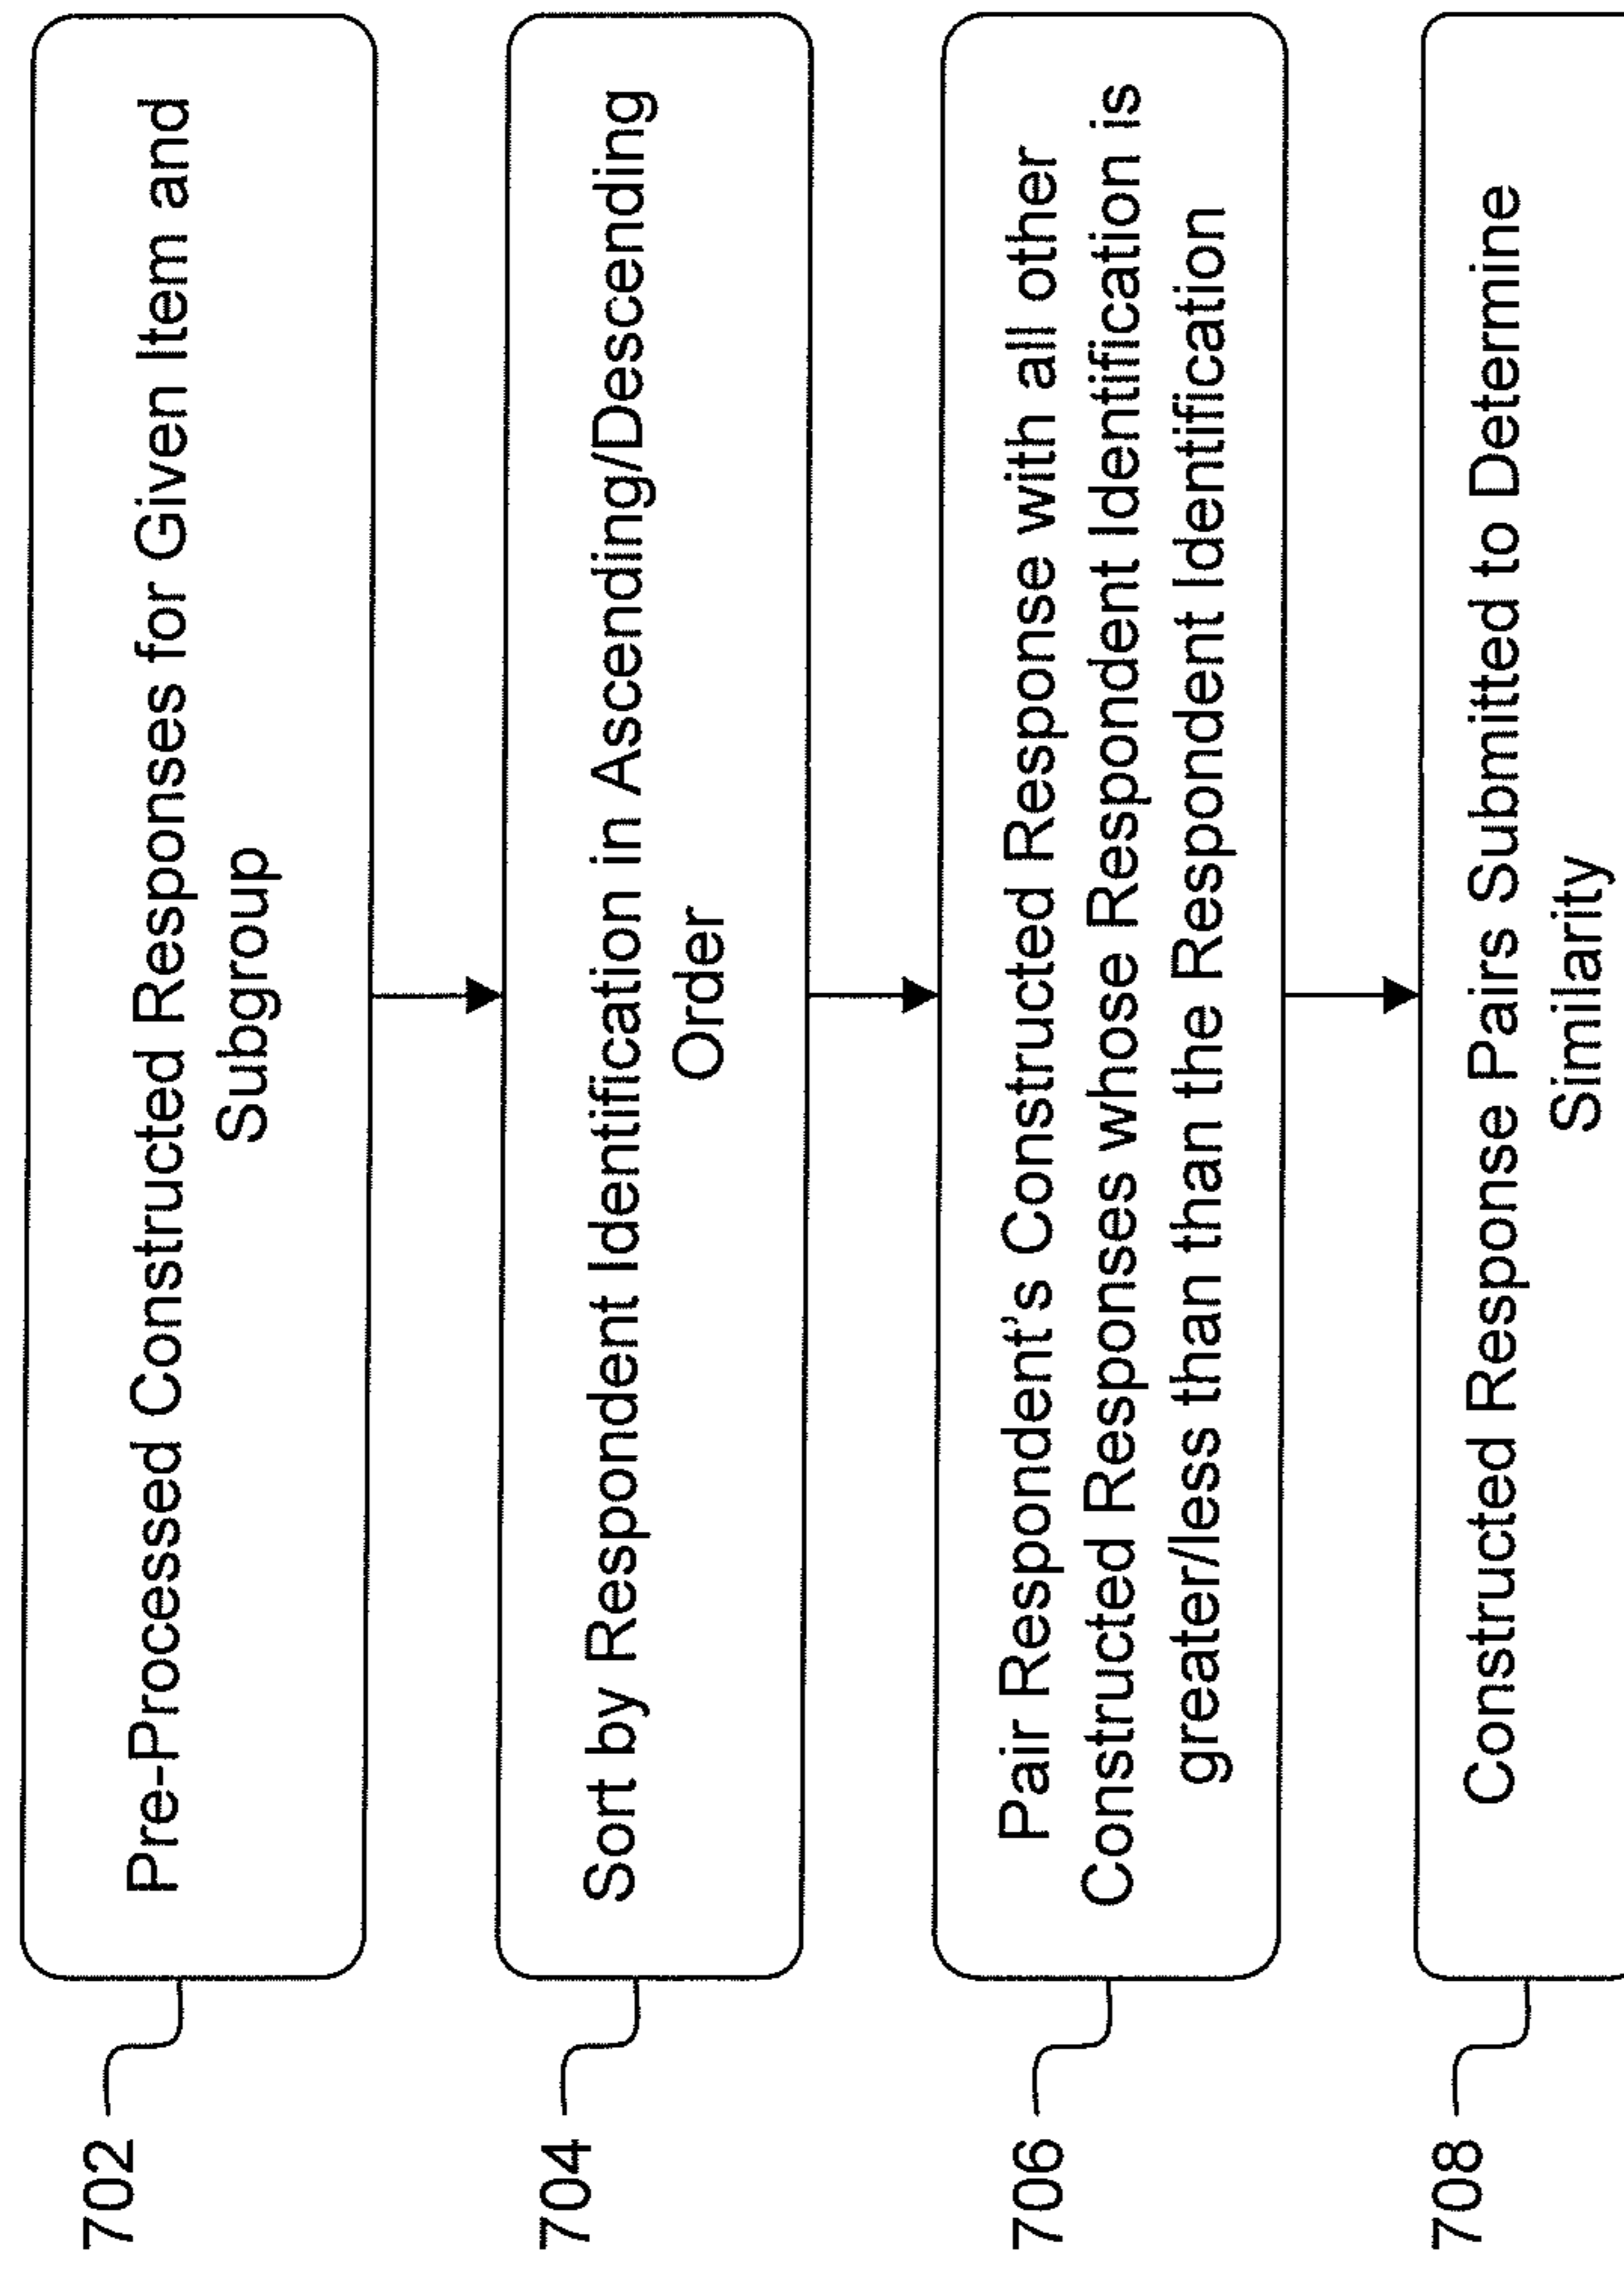 702
Pre-Processed Constructed Responses for Given Item and
Subgroup
704
Sort by Respondent Identification in Ascending/Descending
Order
706
Pair Respondent's Constructed Response with all other
Constructed Responses whose Respondent Identification is
greater/less than than the Respondent Identification
708
Constructed Response Pairs Submitted to Determine
Similarity